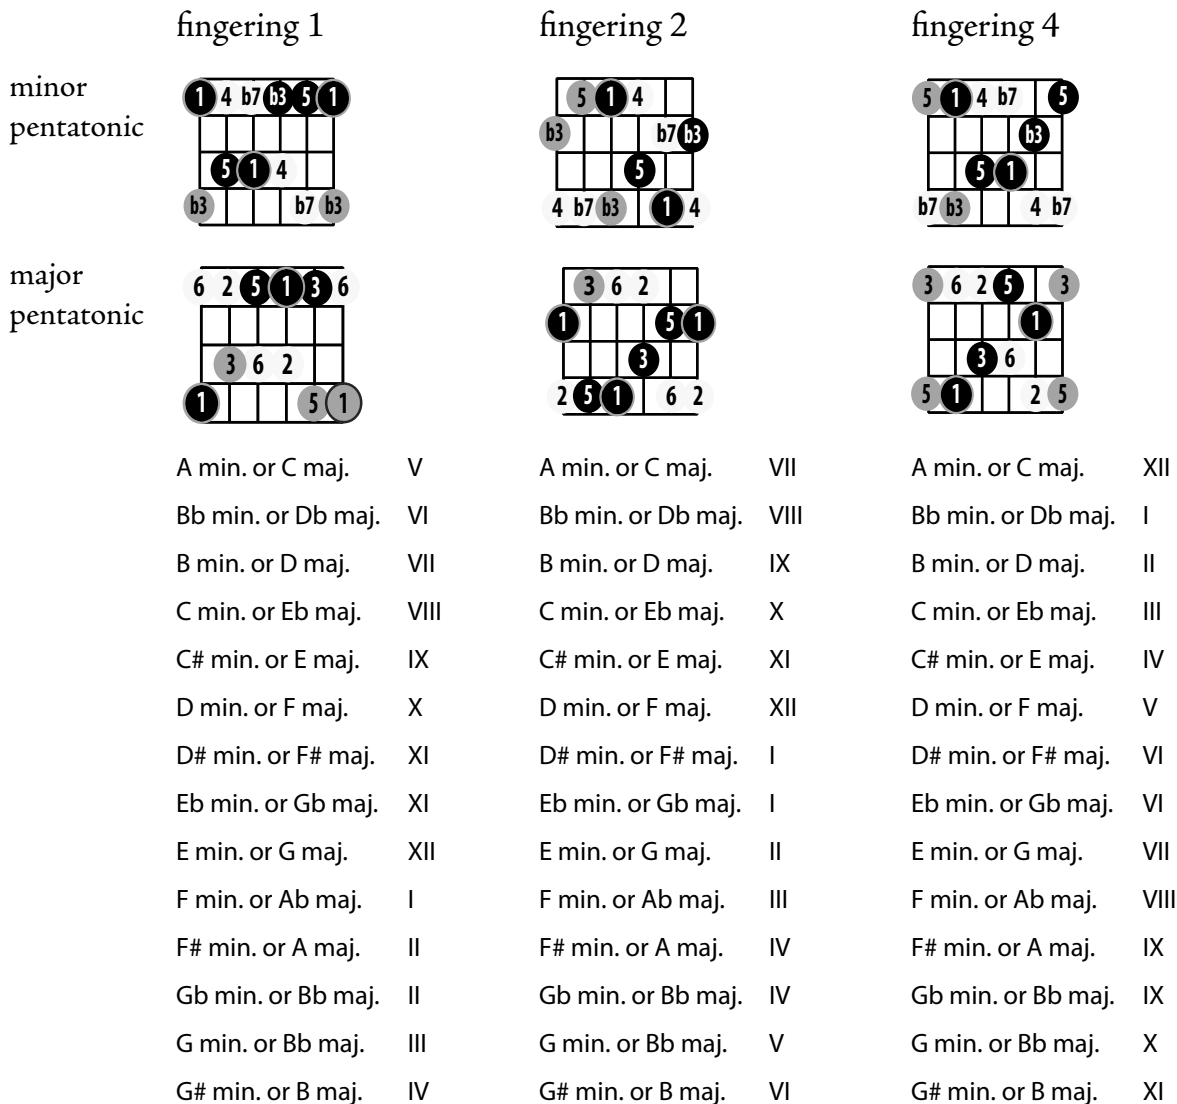 fingering 1 fingering 2 fingering 4
minor
pentatonic
1 4 b7 b3 5 1
5 1 4
b3 b7 b3
5 1 4
b3 b7 b3
5
4 b7 b3 1 4
5 1 4 b7 5
b3
5 1
b7 b3 4 b7
major
pentatonic
6 2 5 1 3 6
3 6 2
1 5 1
3 6 2
1 5 1
3
2 5 1 6 2
3 6 2 5 3
1
3 6
5 1 2 5
A min. or C maj. V A min. or C maj. VII A min. or C maj. XII
Bb min. or Db maj. VI Bb min. or Db maj. VIII Bb min. or Db maj. I
B min. or D maj. VII B min. or D maj. IX B min. or D maj. II
C min. or Eb maj. VIII C min. or Eb maj. X C min. or Eb maj. III
C# min. or E maj. IX C# min. or E maj. XI C# min. or E maj. IV
D min. or F maj. X D min. or F maj. XII D min. or F maj. V
D# min. or F# maj. XI D# min. or F# maj. I D# min. or F# maj. VI
Eb min. or Gb maj. XI Eb min. or Gb maj. I Eb min. or Gb maj. VI
E min. or G maj. XII E min. or G maj. II E min. or G maj. VII
F min. or Ab maj. I F min. or Ab maj. III F min. or Ab maj. VIII
F# min. or A maj. II F# min. or A maj. IV F# min. or A maj. IX
Gb min. or Bb maj. II Gb min. or Bb maj. IV Gb min. or Bb maj. IX
G min. or Bb maj. III G min. or Bb maj. V G min. or Bb maj. X
G# min. or B maj. IV G# min. or B maj. VI G# min. or B maj. XI